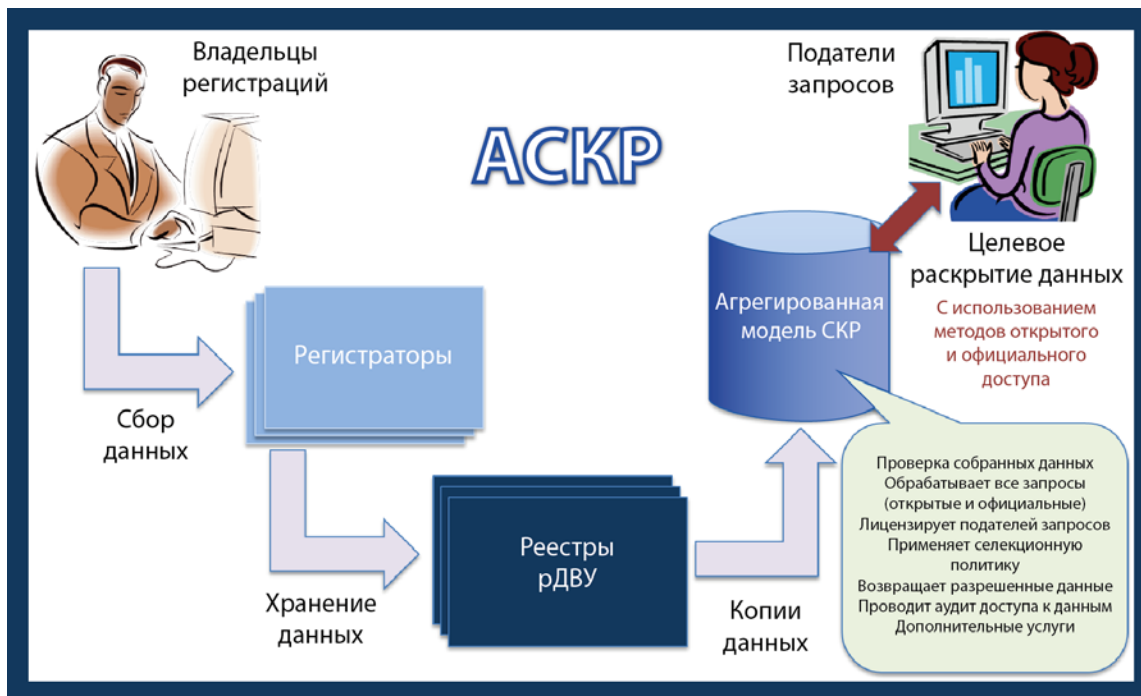 Владельцы
регистраций
Податели
запросов
АСКР
Целевое
раскрытие данных
С использованием
методов открытого
и официального
доступа
Агрегированная
модель СКР
Регистраторы
Сбор
данных
Реестры
рДВУ
Хранение
данных
Копии
данных
Проверка собранных данных
Обрабатывает все запросы
(открытые и официальные)
Лицензирует подателей запросов
Применяет селекционную
политику
Возвращает разрешенные данные
Проводит аудит доступа к данным
Дополнительные услуги